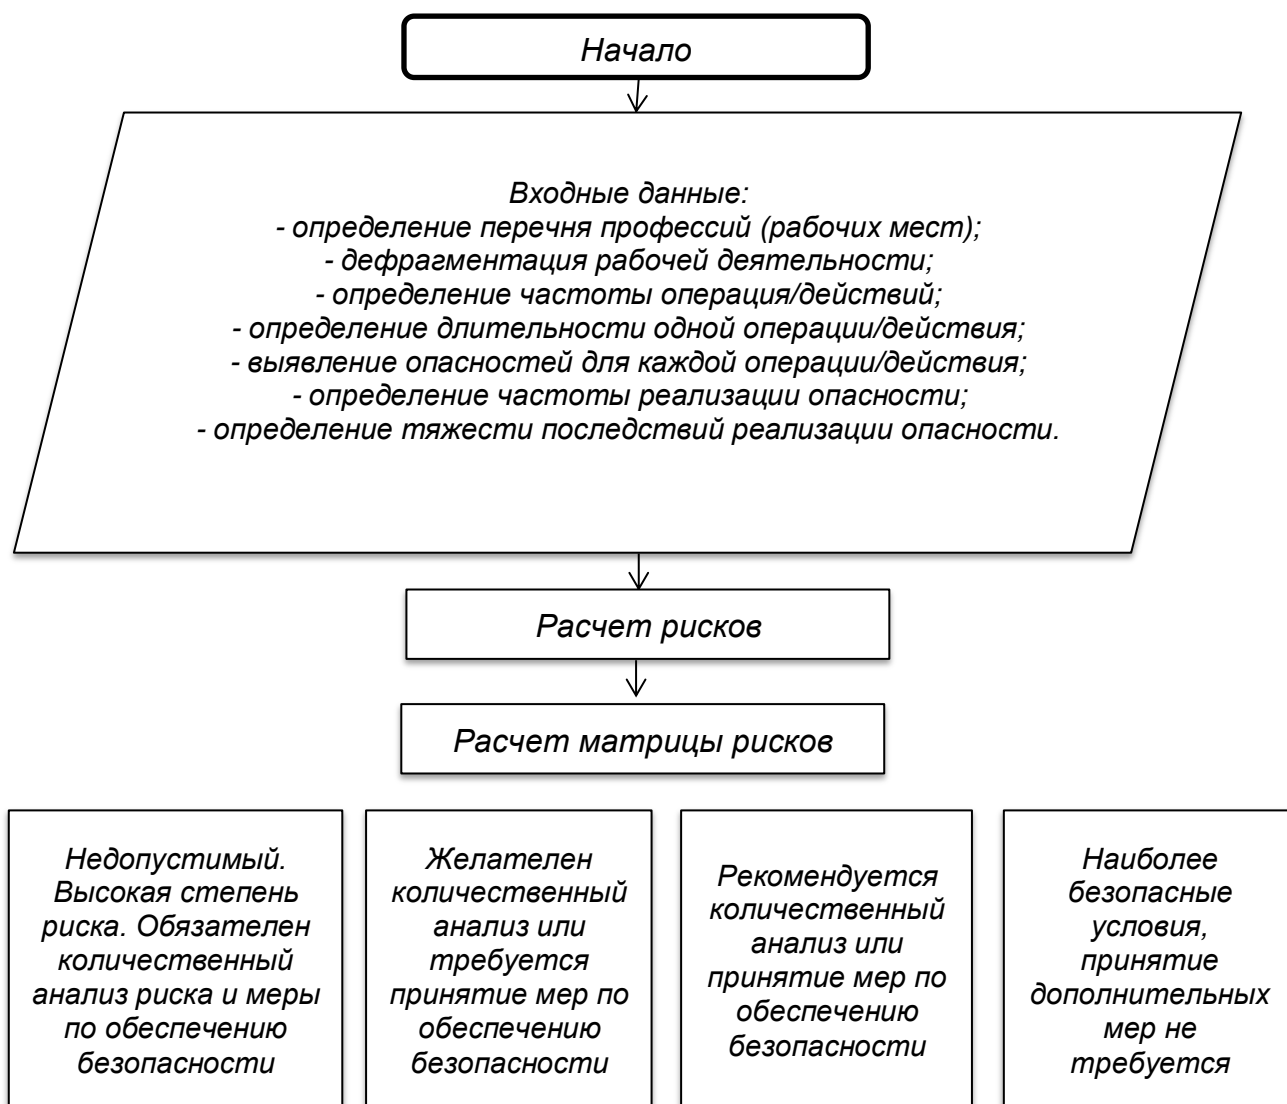 Начало
Входные данные:
- определение перечня профессий (рабочих мест);
- дефрагментация рабочей деятельности;
- определение частоты операция/действий;
- определение длительности одной операции/действия;
- выявление опасностей для каждой операции/действия;
- определение частоты реализации опасности;
- определение тяжести последствий реализации опасности.
Расчет рисков
Расчет матрицы рисков
Недопустимый.
Высокая степень
риска. Обязателен
количественный
анализ риска и меры
по обеспечению
безопасности
Желателен
количественный
анализ или
требуется
принятие мер по
обеспечению
безопасности
Рекомендуется
количественный
анализ или
принятие мер по
обеспечению
безопасности
Наиболее
безопасные
условия,
принятие
дополнительных
мер не
требуется